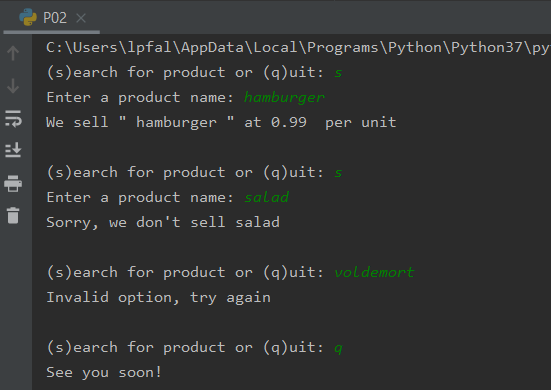 P02
C:\Users\lpfal\AppData\Local\Programs\Python\Python37\py
(s)earch for product or (q)uit: s
Enter a product name: hamburger
We sell " hamburger " at 0.99  per unit
(s)earch for product or (q)uit: s
Enter a product name: salad
Sorry, we don't sell salad
(s)earch for product or (q)uit: voldemort
Invalid option, try again
(s)earch for product or (q)uit: q
See you soon!